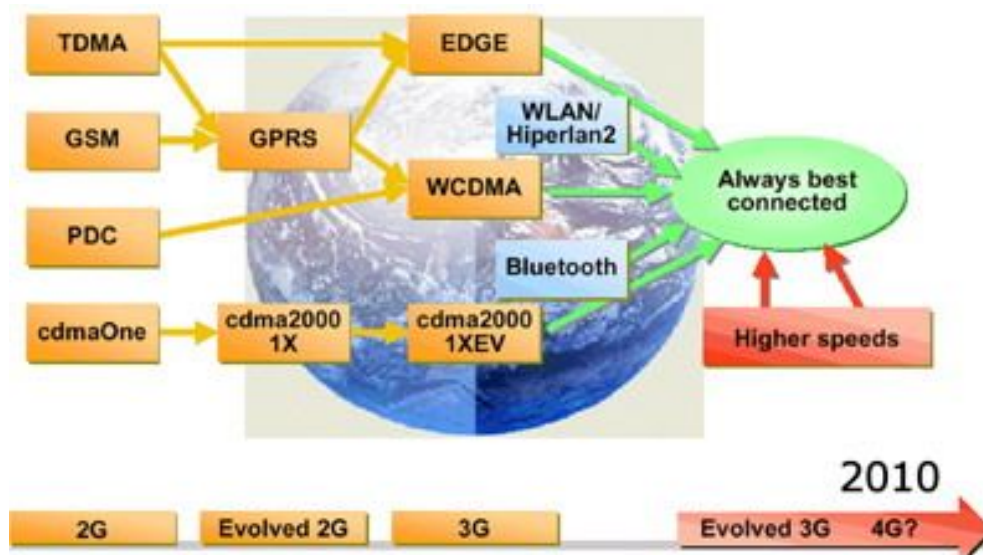 TDMA
EDGE
WLAN/
Hiperlan2
GSM
GPRS
WCDMA
Always best
connected
PDC
Bluetooth
cdmaOne
cdma2000
1X
cdma2000
1XEV
Higher speeds
2010
2G
Evolved 2G
3G
Evolved 3G 4G?